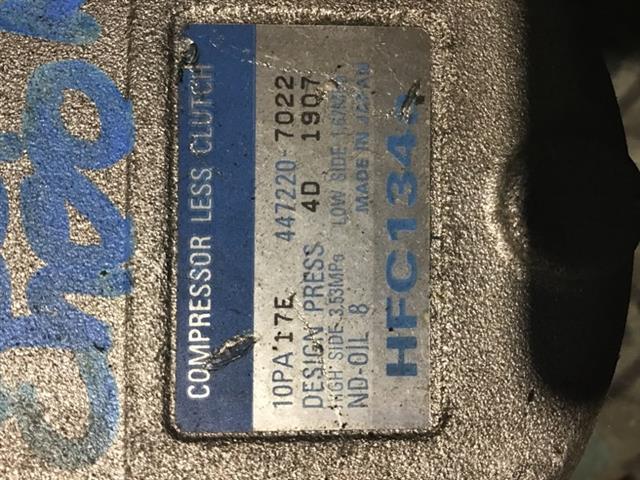 COMPRESSOR LESS CLUTCH
10PA17E 447220-7022
DESIGN PRESS 4D 1907
HIGH SIDE 3.53MPa LOW SIDE
ND-OIL 8 MADE IN JAPAN
HFC134a